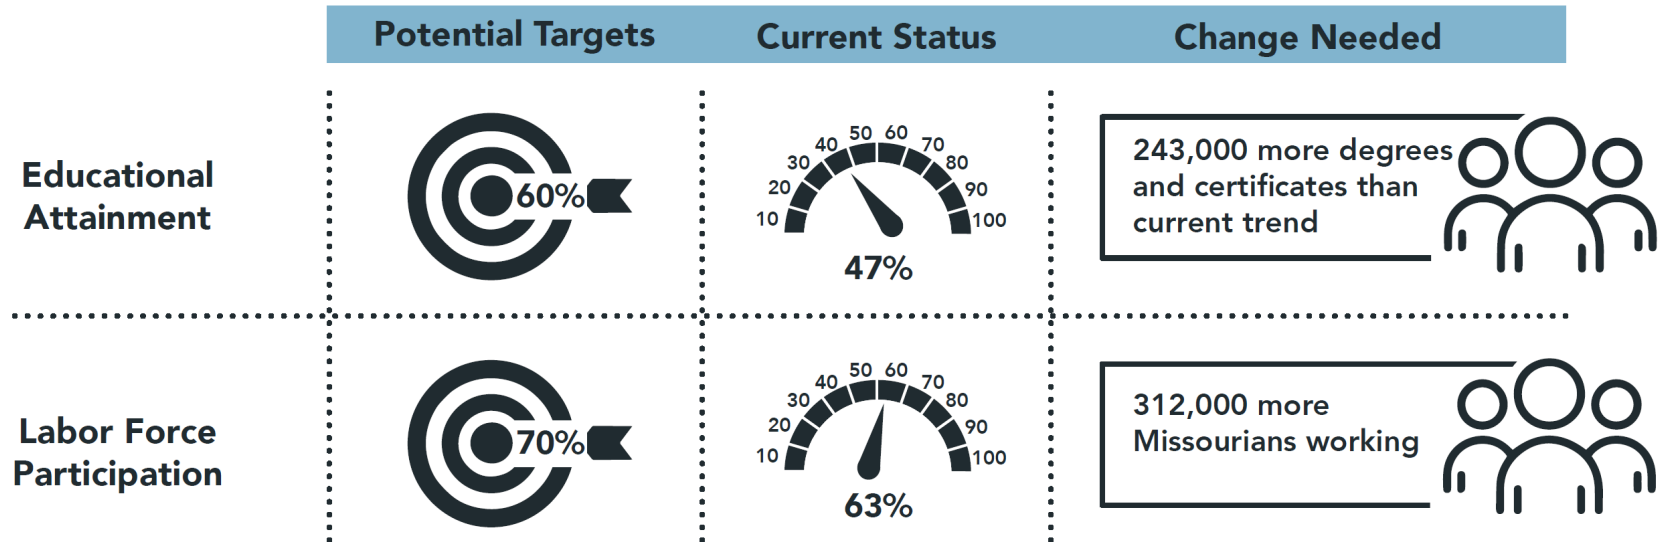 Potential Targets
Current Status
Change Needed
Educational
Attainment
60%
10
20
30
40
50
60
70
80
90
100
47%
243,000 more degrees
and certificates than
current trend
Labor Force
Participation
70%
10
20
30
40
50
60
70
80
90
100
63%
312,000 more
Missourians working